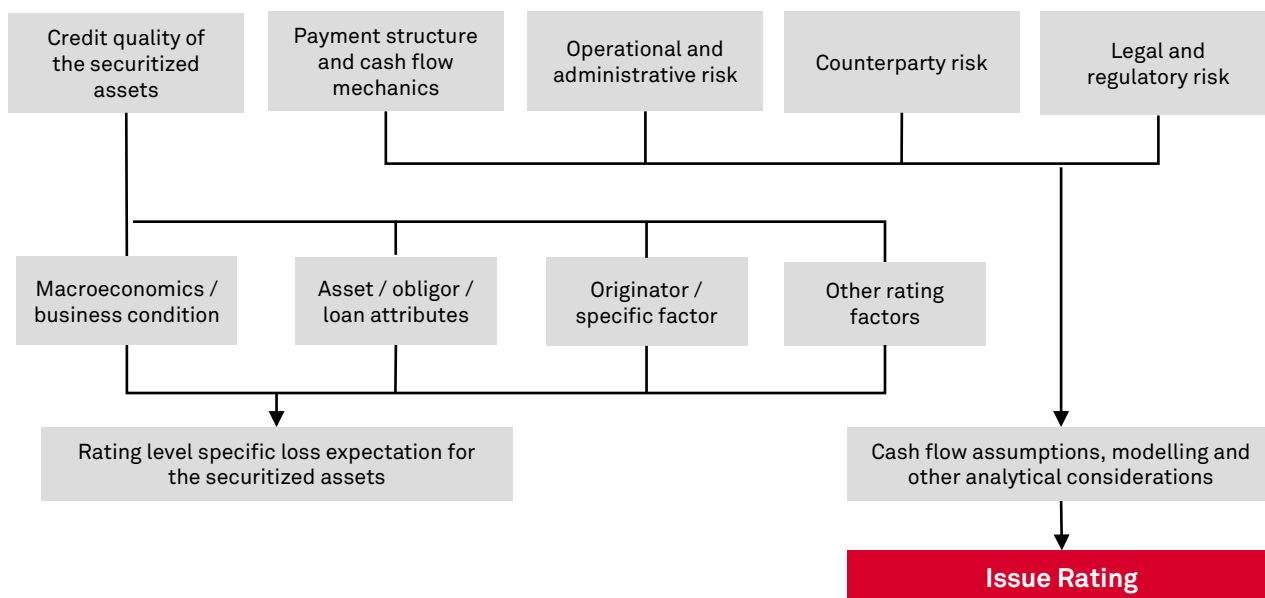 Credit quality of
the securitized
assets
Payment structure
and cash flow
mechanics
Operational and
administrative risk
Counterparty risk
Legal and
regulatory risk
Macroeconomics /
business condition
Asset / obligor /
loan attributes
Originator /
specific factor
Other rating
factors
Rating level specific loss expectation for
the securitized assets
Cash flow assumptions, modelling and
other analytical considerations
Issue Rating